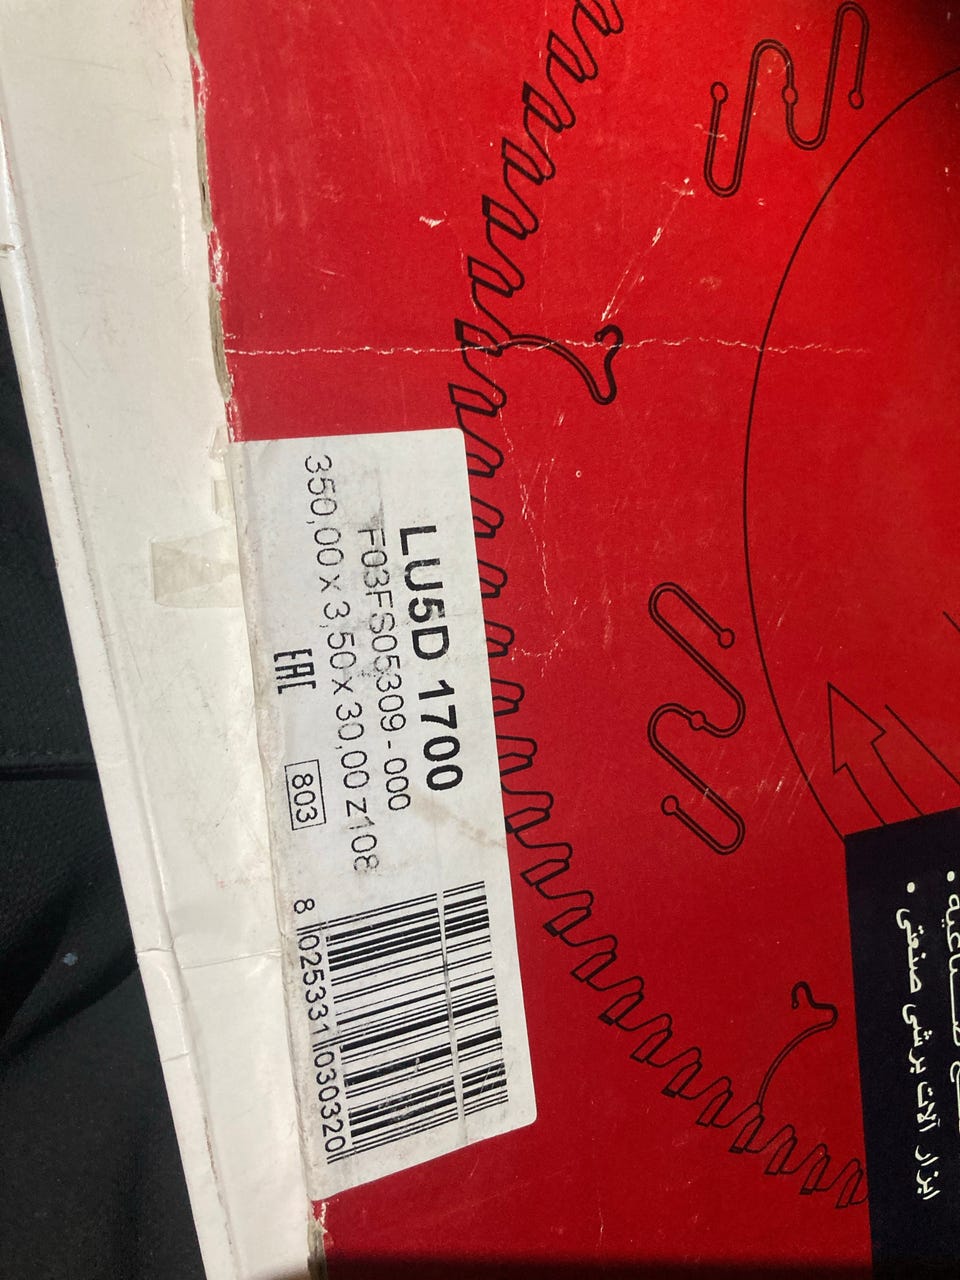 LU5D 1700
F03FS05309-000
350,00 x 3,50 x 30,00 z108
EAC
803
8 025331 030320
• ابزار آلات برشی صنعتی